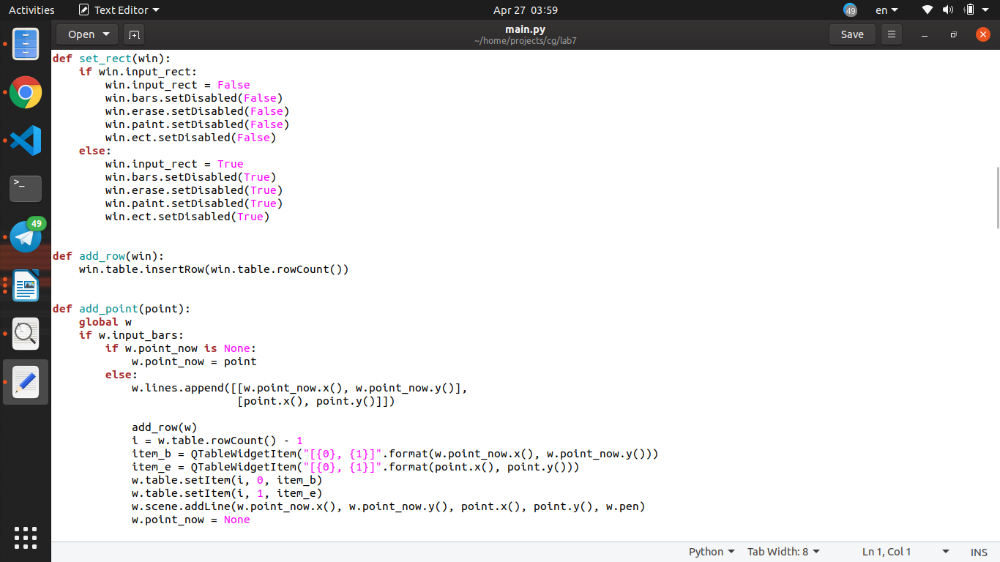 Activities Text Editor Apr 27 03:59 49 en
Open main.py Save
~/home/projects/cg/lab7
def set_rect(win):
    if win.input_rect:
        win.input_rect = False
        win.bars.setDisabled(False)
        win.erase.setDisabled(False)
        win.paint.setDisabled(False)
        win.ect.setDisabled(False)
    else:
        win.input_rect = True
        win.bars.setDisabled(True)
        win.erase.setDisabled(True)
        win.paint.setDisabled(True)
        win.ect.setDisabled(True)
def add_row(win):
    win.table.insertRow(win.table.rowCount())
def add_point(point):
    global w
    if w.input_bars:
        if w.point_now is None:
            w.point_now = point
        else:
            w.lines.append([[w.point_now.x(), w.point_now.y()],
                            [point.x(), point.y()]])
            add_row(w)
            i = w.table.rowCount() - 1
            item_b = QTableWidgetItem("[{0}, {1}]".format(w.point_now.x(), w.point_now.y()))
            item_e = QTableWidgetItem("[{0}, {1}]".format(point.x(), point.y()))
            w.table.setItem(i, 0, item_b)
            w.table.setItem(i, 1, item_e)
            w.scene.addLine(w.point_now.x(), w.point_now.y(), point.x(), point.y(), w.pen)
            w.point_now = None
>_
49
Python Tab Width: 8 Ln 1, Col 1 INS